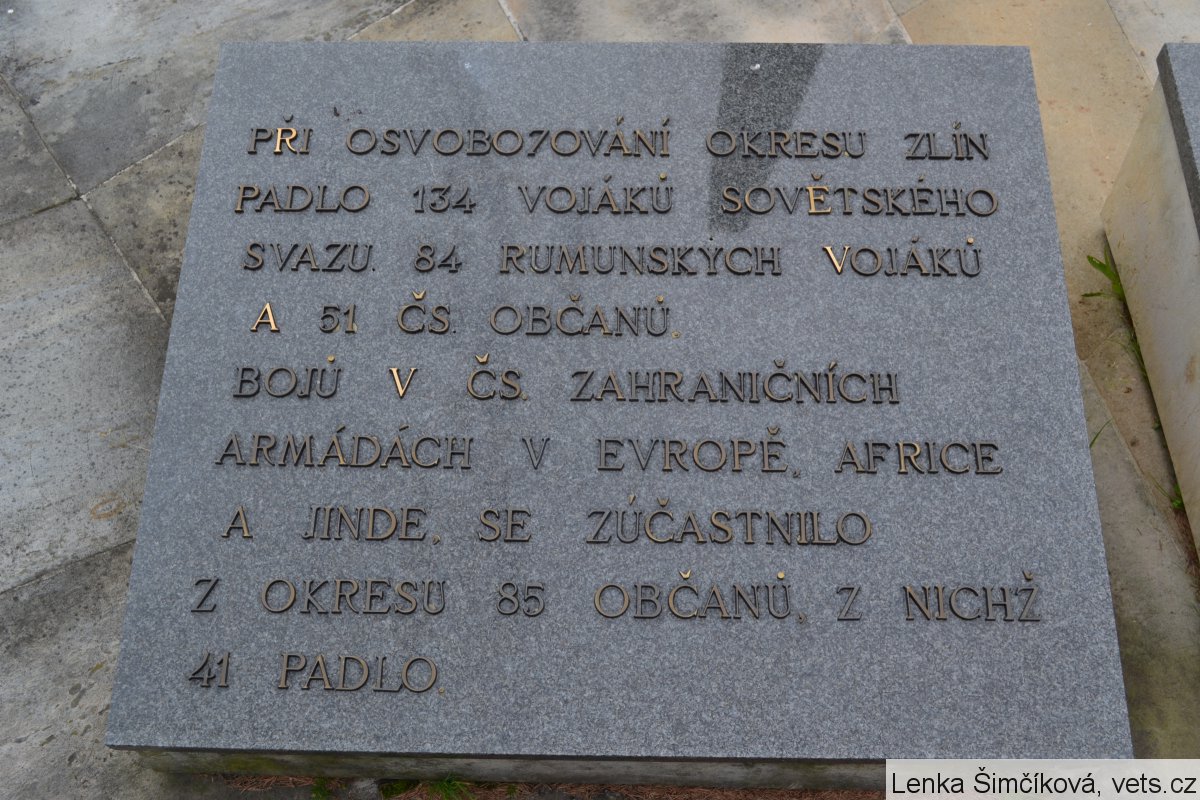 PŘI OSVOBO7OVÁNÍ OKRESU ZLÍN
PADLO 134 VOJÁKŮ SOVĚTSKÉHO
SVAZU. 84 RUMUNSKÝCH VOJÁKŮ
A 51 ČS. OBČANŮ.
BOJŮ V ČS. ZAHRANIČNÍCH
ARMÁDÁCH V EVROPĚ, AFRICE
A JINDE, SE ZÚČASTNILO
Z OKRESU 85 OBČANŮ, Z NICHŽ
41 PADLO.
Lenka Šimčíková, vets.cz